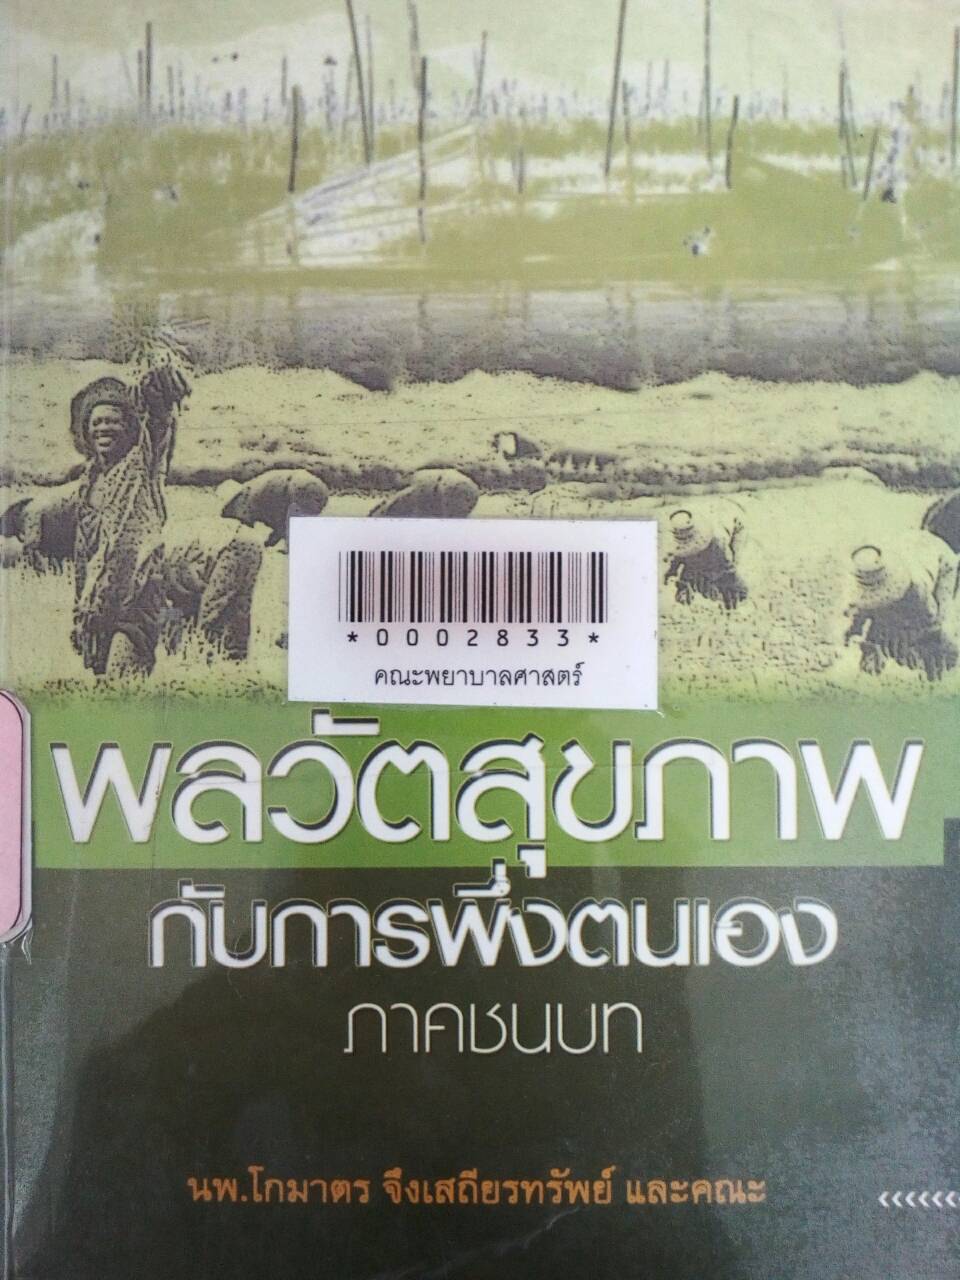 *0002833*
คณะพยาบาลศาสตร์
พลวัตสุขภาพ
กับการพึ่งตนเอง
ภาคชนบท
นพ.โกมาตร จึงเสถียรทรัพย์ และคณะ